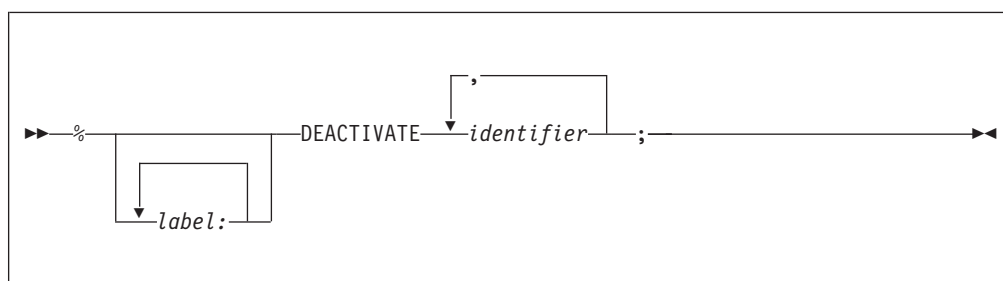 ,
% DEACTIVATE identifier ;
label: